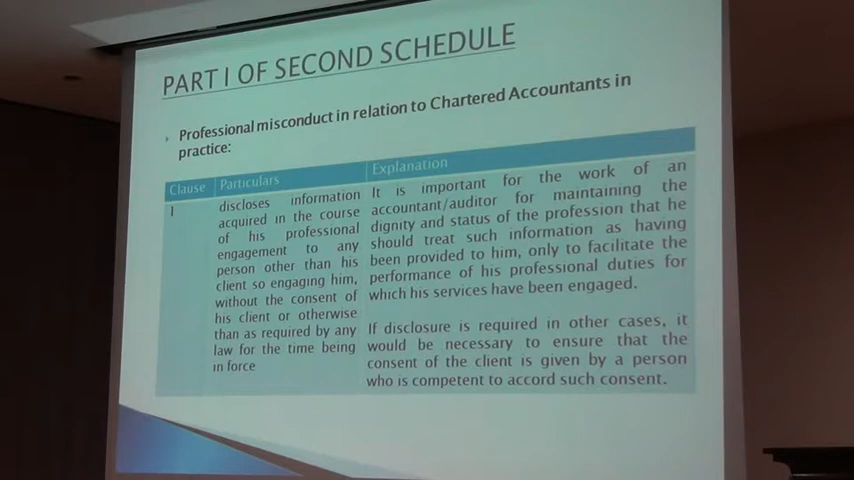 PART I OF SECOND SCHEDULE
Professional misconduct in relation to Chartered Accountants in
practice:
Clause Particulars Explanation
I
discloses information
acquired in the course
of his professional
engagement to any
person other than his
client so engaging him,
without the consent of
his client or otherwise
than as required by any
law for the time being
in force
It is important for the work of an
accountant/auditor for maintaining the
dignity and status of the profession that he
should treat such information as having
been provided to him, only to facilitate the
performance of his professional duties for
which his services have been engaged.
If disclosure is required in other cases, it
would be necessary to ensure that the
consent of the client is given by a person
who is competent to accord such consent.